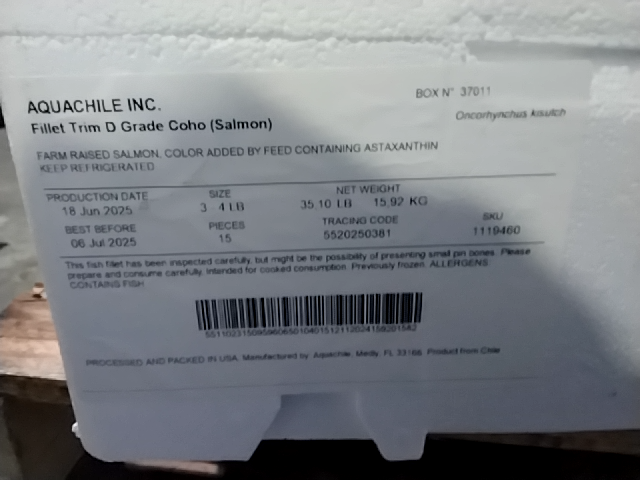 AQUACHILE INC.
BOX N° 37011
Fillet Trim D Grade Coho (Salmon)
Oncorhynchus kisutch
FARM RAISED SALMON, COLOR ADDED BY FEED CONTAINING ASTAXANTHIN
KEEP REFRIGERATED
PRODUCTION DATE SIZE NET WEIGHT
18 Jun 2025 3 - 4 LB 35.10 LB 15.92 KG
BEST BEFORE PIECES TRACING CODE SKU
06 Jul 2025 15 5520250381 1119460
This fish fillet has been inspected carefully, but might be the possibility of presenting small pin bones. Please
prepare and consume carefully, intended for cooked consumption. Previously frozen. ALLERGENS:
CONTAINS FISH
PROCESSED AND PACKED IN USA. Manufactured by Aquachile, Medly, FL 33166. Product from Chile